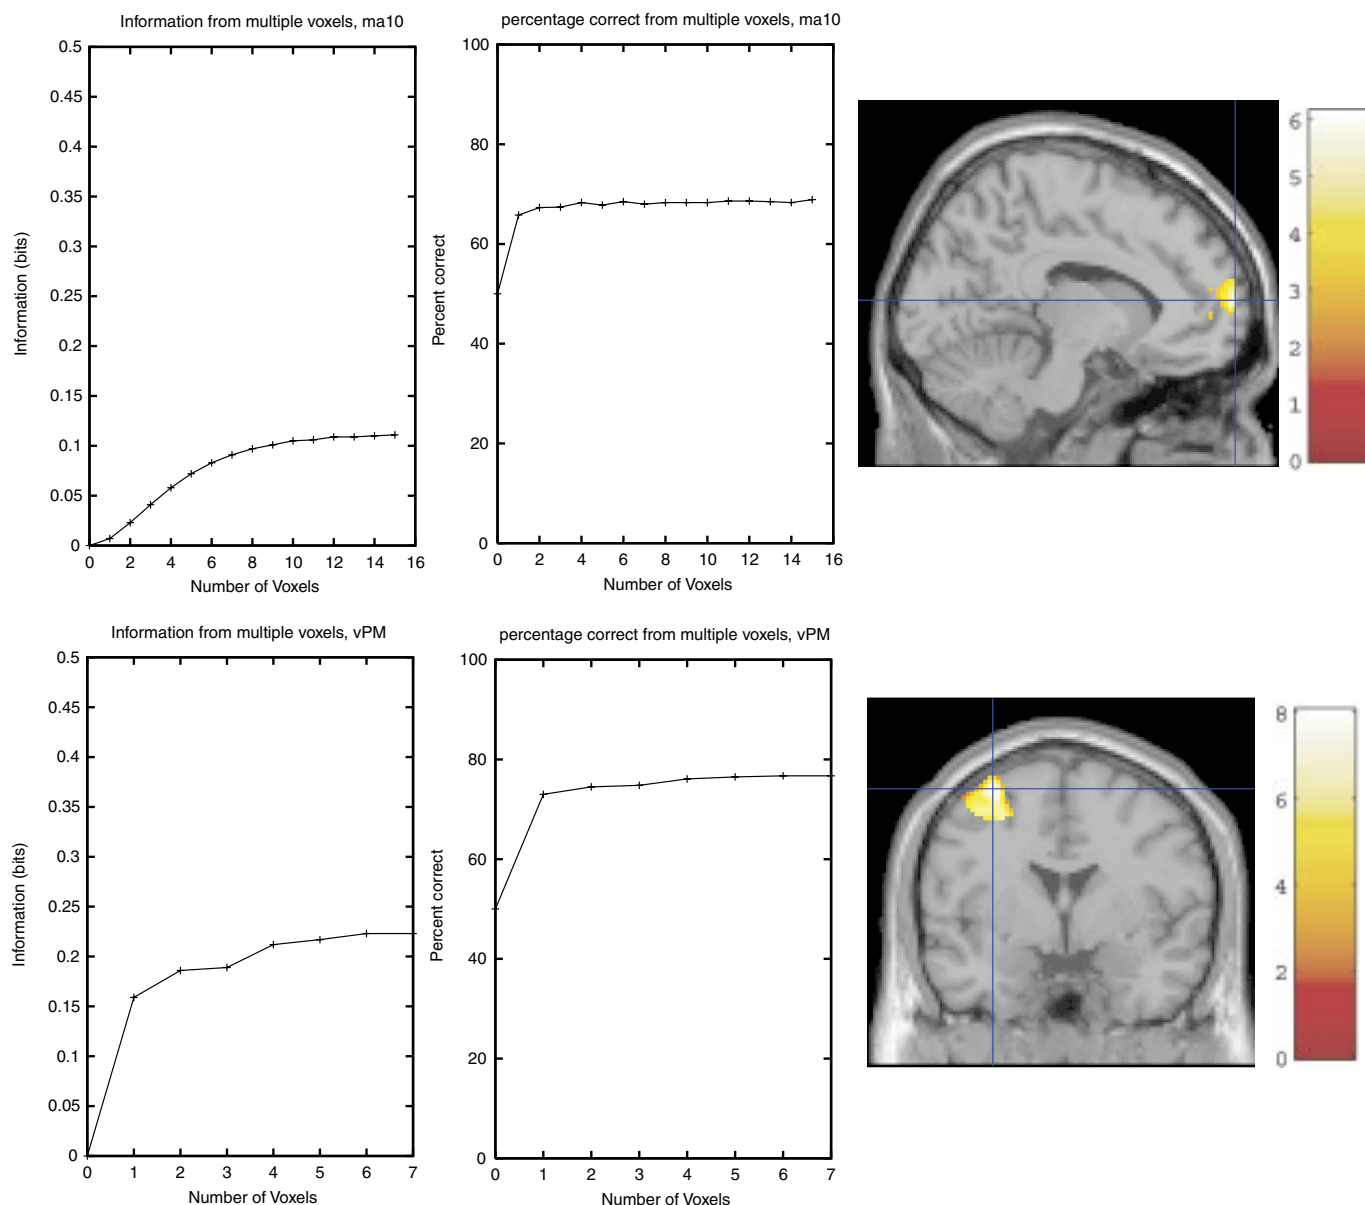 Information from multiple voxels, ma10
0.5
0.45
0.4
0.35
0.3
0.25
0.2
0.15
0.1
0.05
0
Information (bits)
0 2 4 6 8 10 12 14 16
Number of Voxels
percentage correct from multiple voxels, ma10
100
80
60
40
20
0
Percent correct
0 2 4 6 8 10 12 14 16
Number of Voxels
6
5
4
3
2
1
0
Information from multiple voxels, vPM
0.5
0.45
0.4
0.35
0.3
0.25
0.2
0.15
0.1
0.05
0
Information (bits)
0 1 2 3 4 5 6 7
Number of Voxels
percentage correct from multiple voxels, vPM
100
80
60
40
20
0
Percent correct
0 1 2 3 4 5 6 7
Number of Voxels
8
6
4
2
0